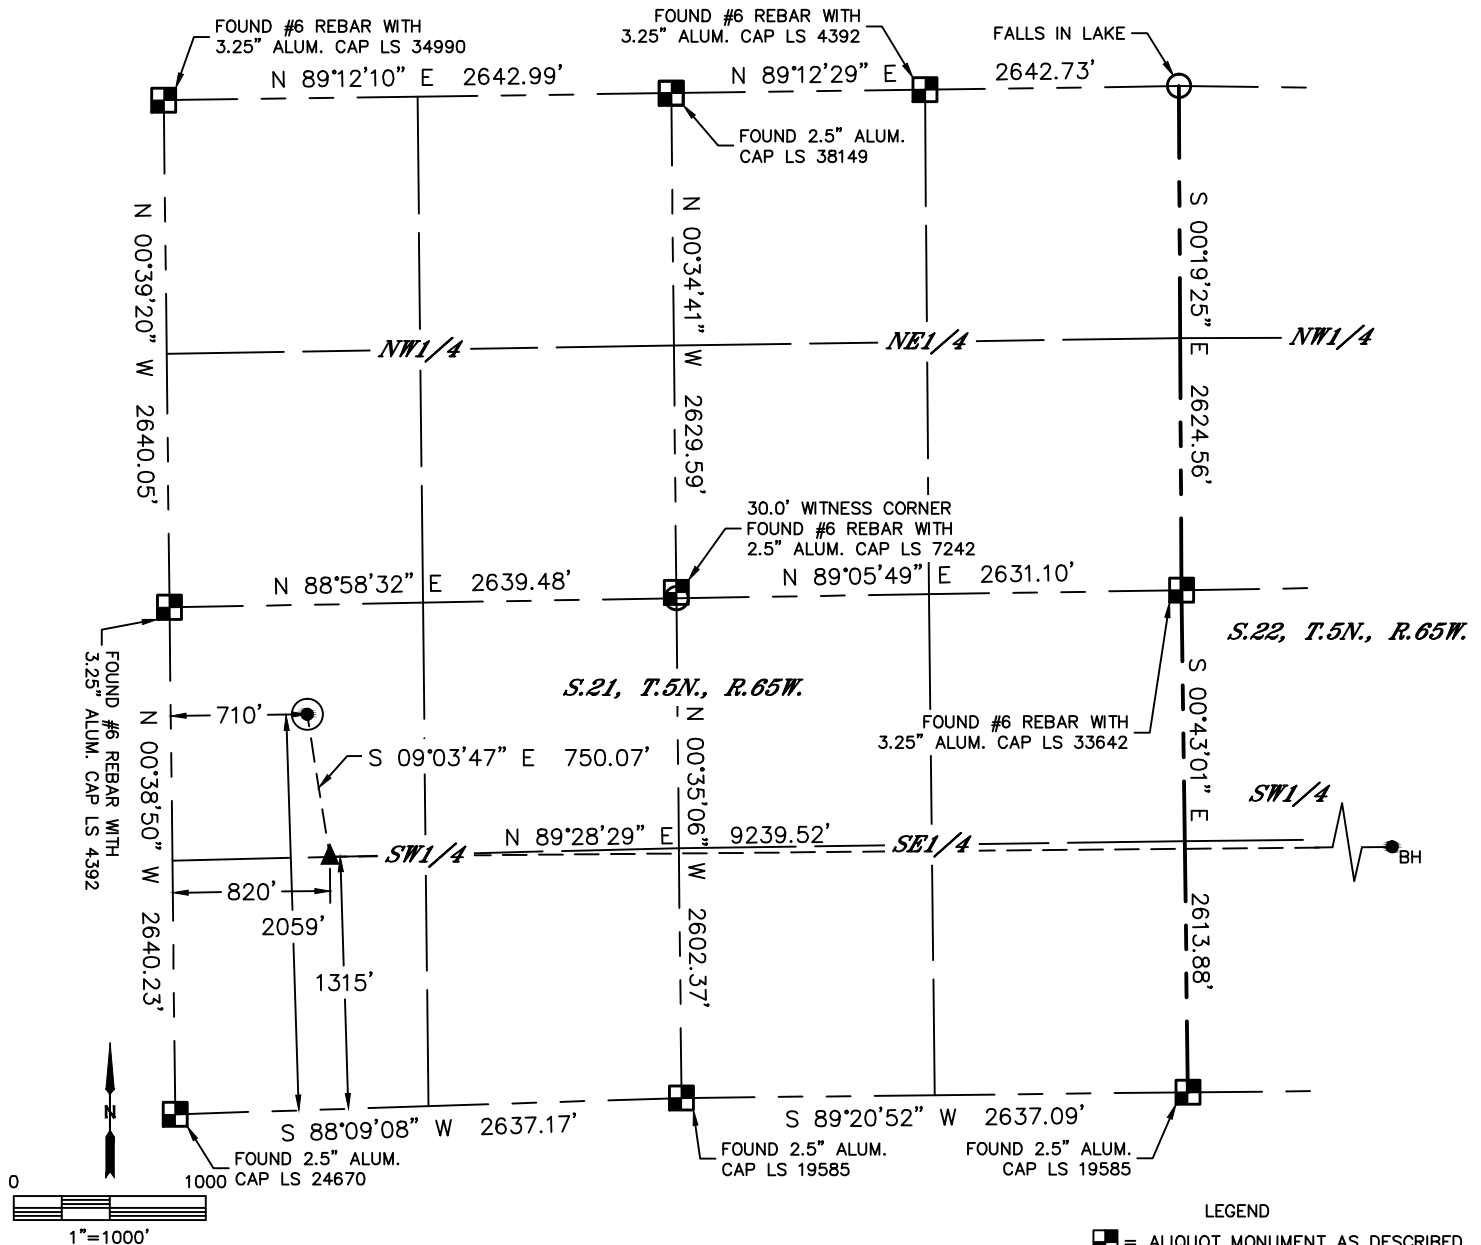 FOUND #6 REBAR WITH
3.25" ALUM. CAP LS 34990
FOUND #6 REBAR WITH
3.25" ALUM. CAP LS 4392
FALLS IN LAKE
N 89°12'10" E 2642.99'
N 89°12'29" E 2642.73'
FOUND 2.5" ALUM.
CAP LS 38149
N 00°39'20" W 2640.05'
N 00°34'41" W 2629.59'
S 00°19'25" E 2624.56'
NW1/4
NE1/4
NW1/4
30.0' WITNESS CORNER
FOUND #6 REBAR WITH
2.5" ALUM. CAP LS 7242
N 88°58'32" E 2639.48'
N 89°05'49" E 2631.10'
S.22, T.5N., R.65W.
FOUND #6 REBAR WITH
3.25" ALUM. CAP LS 4392
S.21, T.5N., R.65W.
710'
FOUND #6 REBAR WITH
3.25" ALUM. CAP LS 33642
S 09°03'47" E 750.07'
N 00°38'50" W 2640.23'
N 00°35'06" W 2602.37'
S 00°43'01" E 2613.88'
SW1/4
N 89°28'29" E 9239.52'
SW1/4
SE1/4
BH
820'
2059'
1315'
N
S 88°09'08" W 2637.17'
S 89°20'52" W 2637.09'
FOUND 2.5" ALUM.
CAP LS 24670
FOUND 2.5" ALUM.
CAP LS 19585
FOUND 2.5" ALUM.
CAP LS 19585
0 1000
1"=1000'
LEGEND
= ALIQUOT MONUMENT AS DESCRIBED